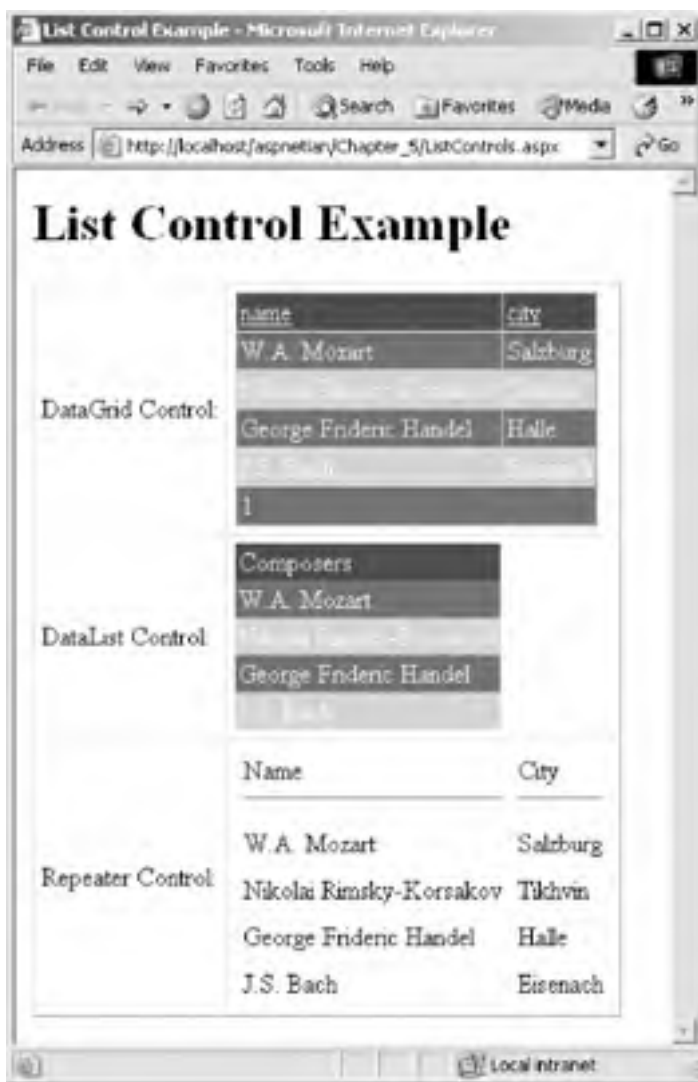 List Control Example - Microsoft Internet Explorer
File Edit View Favorites Tools Help
Search Favorites Media »
Address http://localhost/aspnetian/Chapter_5/ListControls.aspx Go
List Control Example
DataGrid Control:
name city
W.A. Mozart Salzburg
George Frideric Handel Halle
J.S. Bach
1
DataList Control:
Composers
W.A. Mozart
George Frideric Handel
J.S. Bach
Repeater Control:
Name City
W.A. Mozart Salzburg
Nikolai Rimsky-Korsakov Tikhvin
George Frideric Handel Halle
J.S. Bach Eisenach
Local intranet